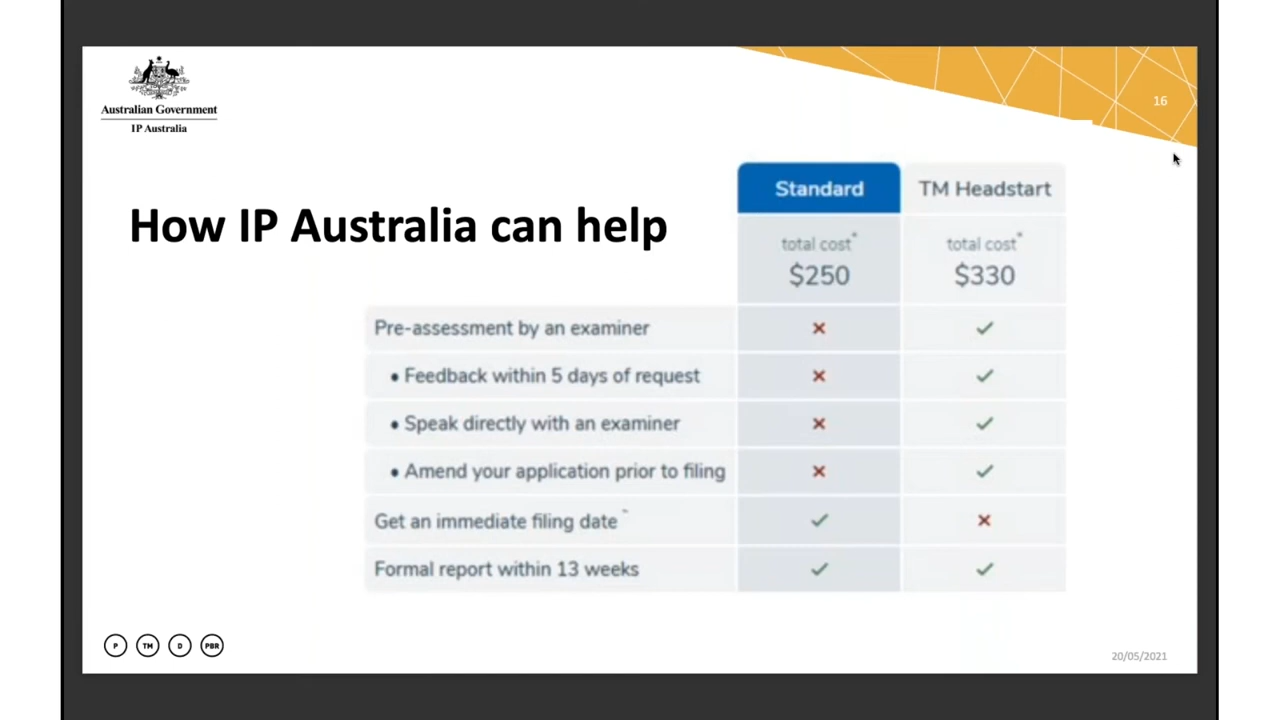 Australian Government
IP Australia
16
How IP Australia can help
Standard
TM Headstart
total cost*
$250
total cost*
$330
Pre-assessment by an examiner
• Feedback within 5 days of request
• Speak directly with an examiner
• Amend your application prior to filing
Get an immediate filing date~
Formal report within 13 weeks
P
TM
D
PBR
20/05/2021